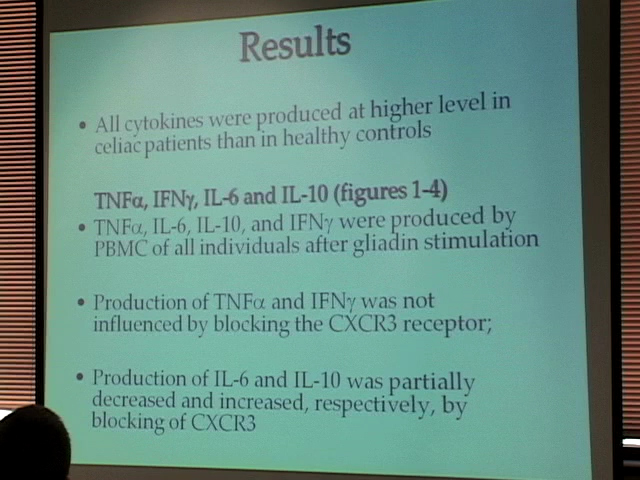 Results
• All cytokines were produced at higher level in
celiac patients than in healthy controls
TNFα, IFNγ, IL-6 and IL-10 (figures 1-4)
• TNFα, IL-6, IL-10, and IFNγ were produced by
PBMC of all individuals after gliadin stimulation
• Production of TNFα and IFNγ was not
influenced by blocking the CXCR3 receptor;
• Production of IL-6 and IL-10 was partially
decreased and increased, respectively, by
blocking of CXCR3